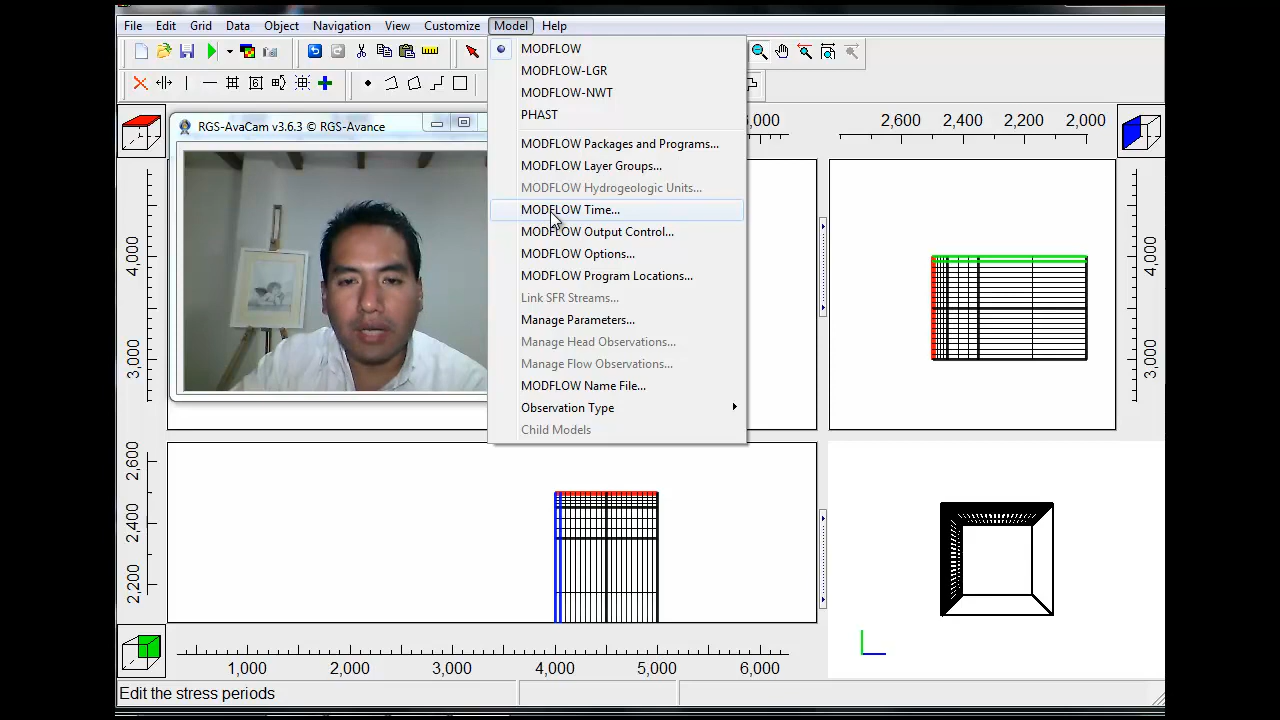 File Edit Grid Data Object Navigation View Customize Model Help
MODFLOW
MODFLOW-LGR
MODFLOW-NWT
PHAST
MODFLOW Packages and Programs...
MODFLOW Layer Groups...
MODFLOW Hydrogeologic Units...
MODFLOW Time...
MODFLOW Output Control...
MODFLOW Options...
MODFLOW Program Locations...
Link SFR Streams...
Manage Parameters...
Manage Head Observations...
Manage Flow Observations...
MODFLOW Name File...
Observation Type
Child Models
RGS-AvaCam v3.6.3 © RGS-Avance
3,000
2,600 2,400 2,200 2,000
4,000
3,000
4,000
3,000
2,600
2,400
2,200
1,000 2,000 3,000 4,000 5,000 6,000
Edit the stress periods